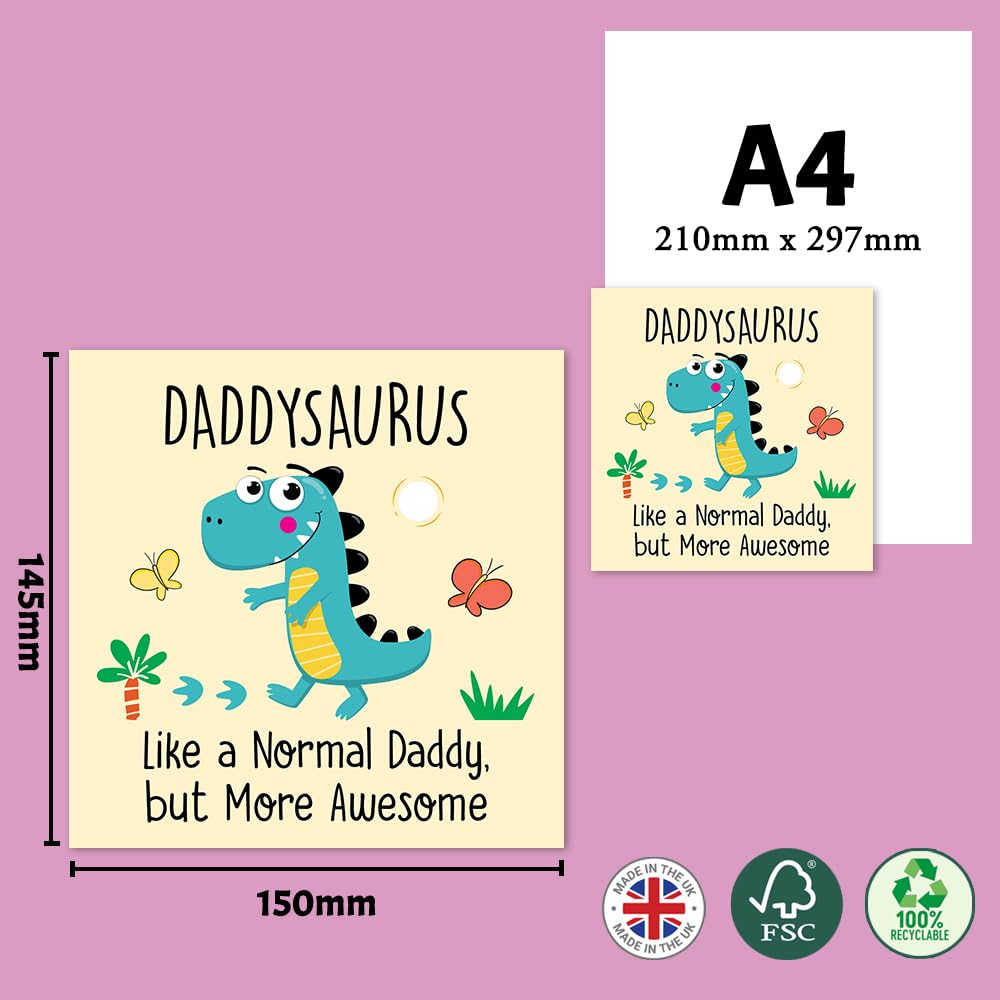 A4
210mm x 297mm
DADDYSAURUS
Like a Normal Daddy,
but More Awesome
DADDYSAURUS
Like a Normal Daddy,
but More Awesome
145mm
150mm
MADE IN THE UK
MADE IN THE UK
FSC
®
100%
RECYCLABLE